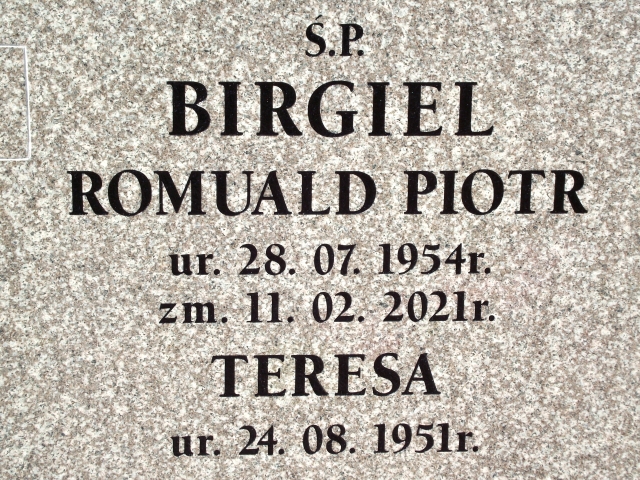 Ś.P.
BIRGIEL
ROMUALD PIOTR
ur. 28. 07. 1954r.
zm. 11. 02. 2021r.
TERESA
ur. 24. 08. 1951r.